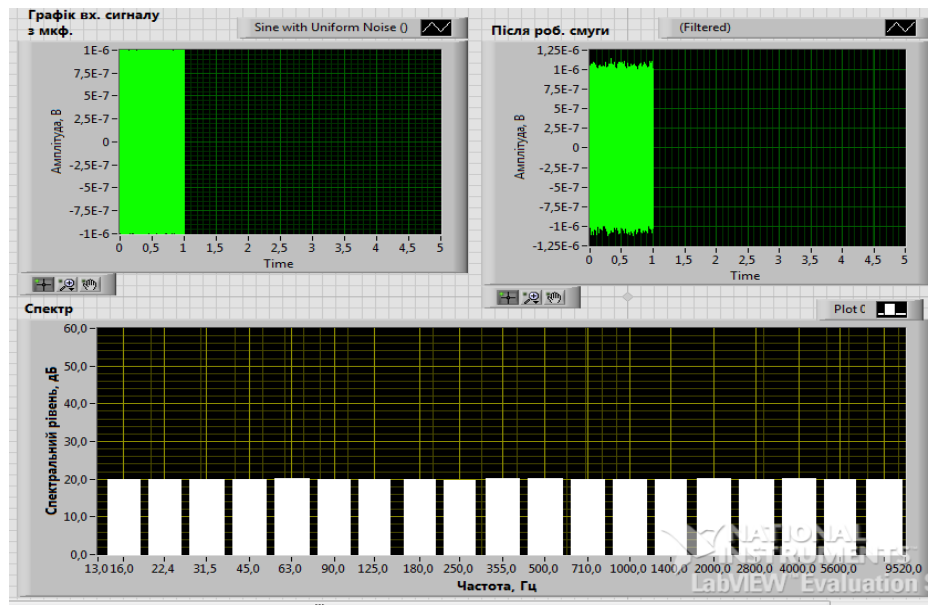 Графік вх. сигналу
з мкф.
Sine with Uniform Noise ()
1E-6
7,5E-7
5E-7
2,5E-7
0
-2,5E-7
-5E-7
-7,5E-7
-1E-6
Амплітуда, В
0 0,5 1 1,5 2 2,5 3 3,5 4 4,5 5
Time
Після роб. смуги
(Filtered)
1,25E-6
1E-6
7,5E-7
5E-7
2,5E-7
0
-2,5E-7
-5E-7
-7,5E-7
-1E-6
-1,25E-6
Амплітуда, В
0 0,5 1 1,5 2 2,5 3 3,5 4 4,5 5
Time
Спектр
Plot 0
60,0
50,0
40,0
30,0
20,0
10,0
0,0
Спектральний рівень, дБ
13,0 16,0 22,4 31,5 45,0 63,0 90,0 125,0 180,0 250,0 355,0 500,0 710,0 1000,0 1400,0 2000,0 2800,0 4000,0 5600,0 9520,0
Частота, Гц
NATIONAL
INSTRUMENTS
LabVIEW™ Evaluation S